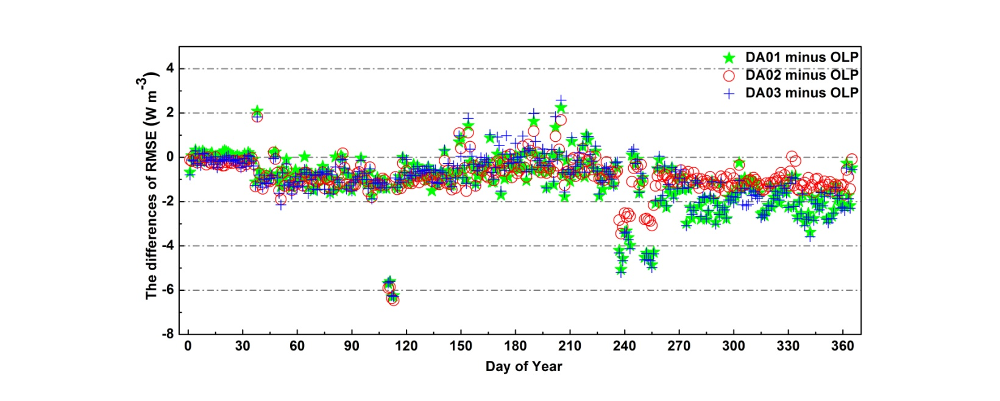 DA01 minus OLP
DA02 minus OLP
DA03 minus OLP
The differences of RMSE (W m-3)
4
2
0
-2
-4
-6
-8
0 30 60 90 120 150 180 210 240 270 300 330 360
Day of Year